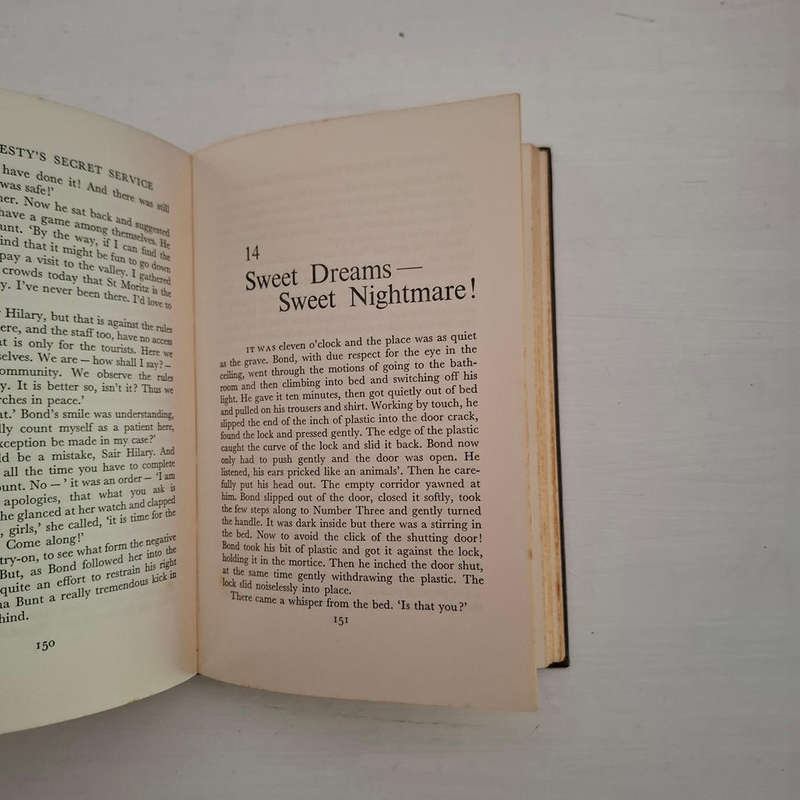 ESTY'S SECRET SERVICE
have done it! And there was still
was safe!'
her. Now he sat back and suggested
have a game among themselves. He
unt. 'By the way, if I can find the
ind that it might be fun to go down
pay a visit to the valley. I gathered
crowds today that St Moritz is the
y. I've never been there. I'd love to
Hilary, but that is against the rules
ere, and the staff too, have no access
at is only for the tourists. Here we
selves. We are – how shall I say? –
ommunity. We observe the rules
y. It is better so, isn't it? Thus we
rches in peace.'
at.' Bond's smile was understanding,
lly count myself as a patient here,
xception be made in my case?'
ld be a mistake, Sair Hilary. And
all the time you have to complete
ount. No – ' it was an order – 'I am
apologies, that what you ask is
he glanced at her watch and clapped
, girls,' she called, 'it is time for the
Come along!'
try-on, to see what form the negative
But, as Bond followed her into the
quite an effort to restrain his right
a Bunt a really tremendous kick in
hind.
150
14
Sweet Dreams –
Sweet Nightmare!
IT WAS eleven o'clock and the place was as quiet
as the grave. Bond, with due respect for the eye in the
ceiling, went through the motions of going to the bath-
room and then climbing into bed and switching off his
light. He gave it ten minutes, then got quietly out of bed
and pulled on his trousers and shirt. Working by touch, he
slipped the end of the inch of plastic into the door crack,
found the lock and pressed gently. The edge of the plastic
caught the curve of the lock and slid it back. Bond now
only had to push gently and the door was open. He
listened, his ears pricked like an animals'. Then he care-
fully put his head out. The empty corridor yawned at
him. Bond slipped out of the door, closed it softly, took
the few steps along to Number Three and gently turned
the handle. It was dark inside but there was a stirring in
the bed. Now to avoid the click of the shutting door!
Bond took his bit of plastic and got it against the lock,
holding it in the mortice. Then he inched the door shut,
at the same time gently withdrawing the plastic. The
lock slid noiselessly into place.
There came a whisper from the bed. 'Is that you?'
151